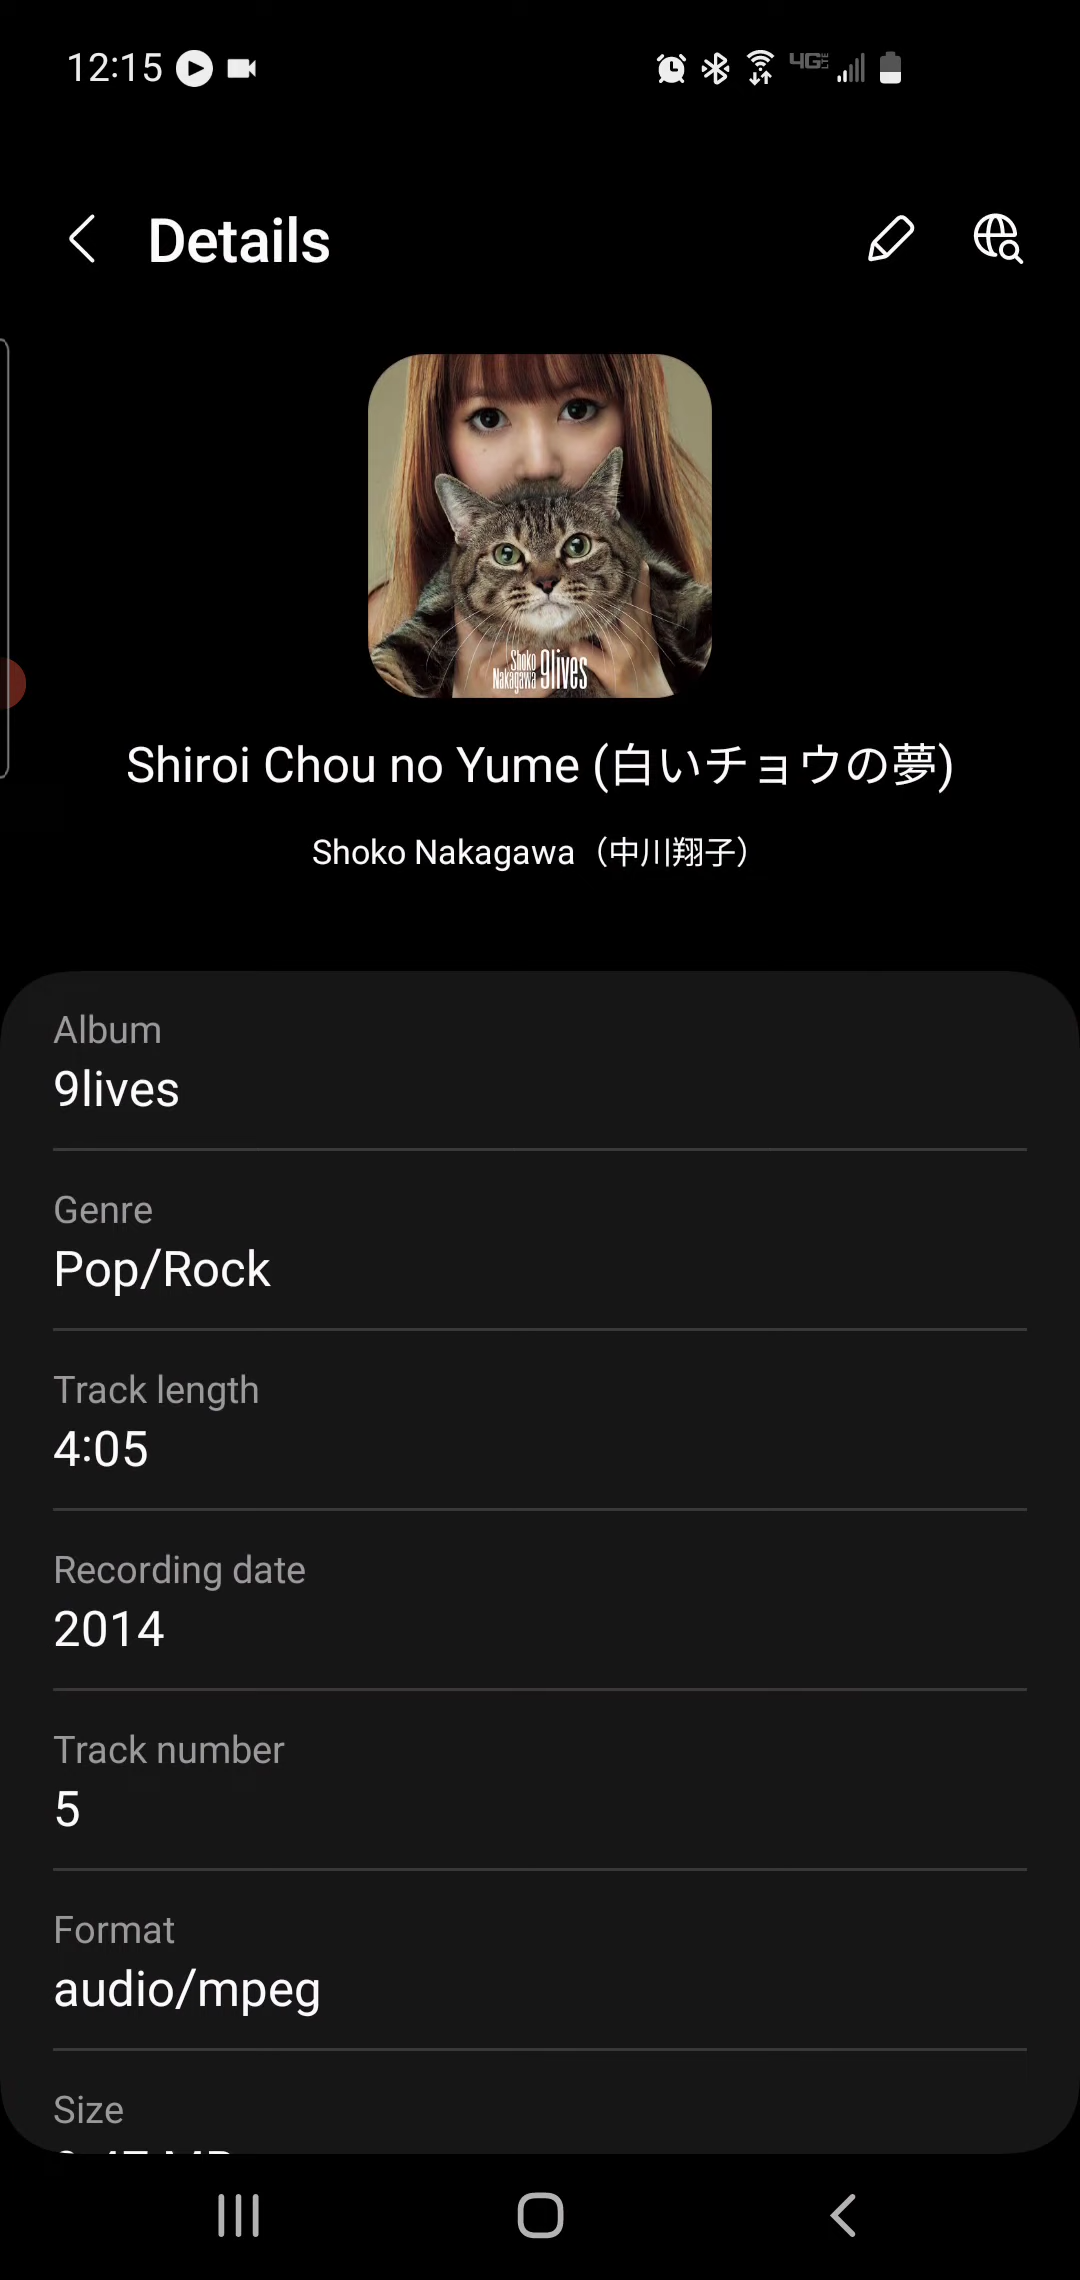 12:15
4G LTE
Details
Shoko
Nakagawa 9lives
Shiroi Chou no Yume (白いチョウの夢)
Shoko Nakagawa（中川翔子）
Album
9lives
Genre
Pop/Rock
Track length
4:05
Recording date
2014
Track number
5
Format
audio/mpeg
Size